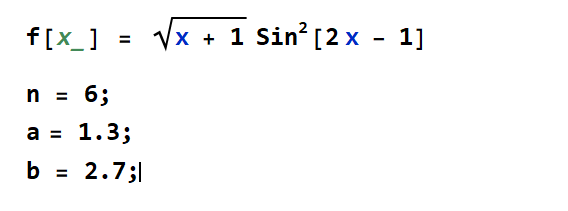 f[x_] = √(x + 1) Sin²[2 x - 1]
n = 6;
a = 1.3;
b = 2.7;